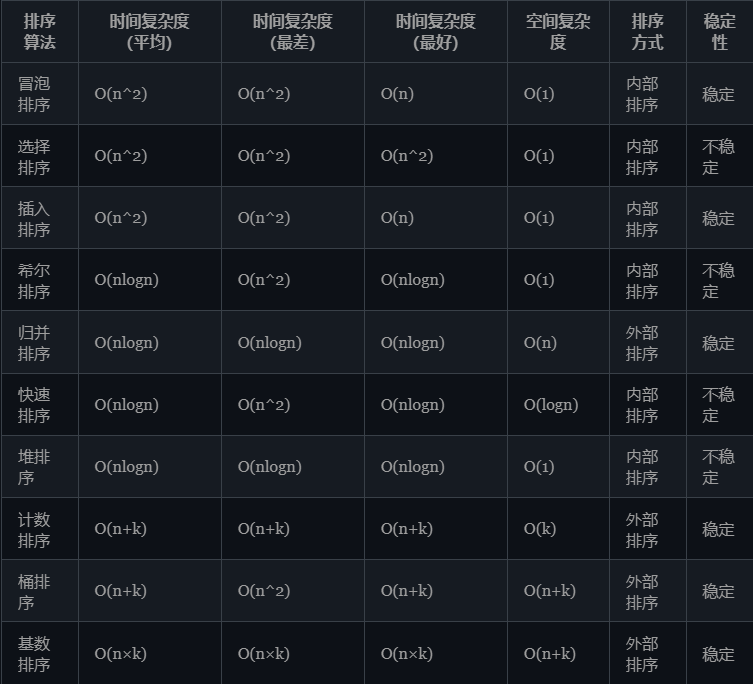 排序
算法
时间复杂度
(平均)
时间复杂度
(最差)
时间复杂度
(最好)
空间复杂
度
排序
方式
稳定
性
冒泡
排序
O(n^2)
O(n^2)
O(n)
O(1)
内部
排序
稳定
选择
排序
O(n^2)
O(n^2)
O(n^2)
O(1)
内部
排序
不稳
定
插入
排序
O(n^2)
O(n^2)
O(n)
O(1)
内部
排序
稳定
希尔
排序
O(nlogn)
O(n^2)
O(nlogn)
O(1)
内部
排序
不稳
定
归并
排序
O(nlogn)
O(nlogn)
O(nlogn)
O(n)
外部
排序
稳定
快速
排序
O(nlogn)
O(n^2)
O(nlogn)
O(logn)
内部
排序
不稳
定
堆排
序
O(nlogn)
O(nlogn)
O(nlogn)
O(1)
内部
排序
不稳
定
计数
排序
O(n+k)
O(n+k)
O(n+k)
O(k)
外部
排序
稳定
桶排
序
O(n+k)
O(n^2)
O(n+k)
O(n+k)
外部
排序
稳定
基数
排序
O(n×k)
O(n×k)
O(n×k)
O(n+k)
外部
排序
稳定